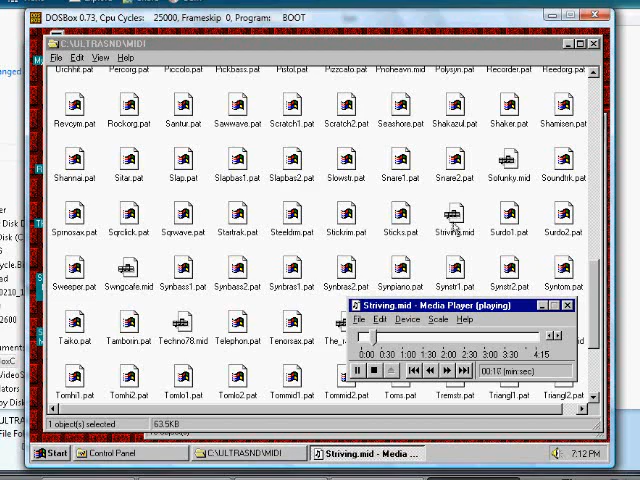 Explorer
DOSBox 0.73, Cpu Cycles: 25000, Frameskip 0, Program: BOOT
C:\ULTRASND\MIDI
File Edit View Help
anged
Urchhit.pat Percorg.pat Piccolo.pat Pickbass.pat Pistol.pat Pizzcato.pat Pnoheavn.mid Polysyn.pat Recorder.pat Reedorg.pat
Revcym.pat Rockorg.pat Santur.pat Sawwave.pat Scratch1.pat Scratch2.pat Seashore.pat Shakazul.pat Shaker.pat Shamisen.pat
Shannai.pat Sitar.pat Slap.pat Slapbas1.pat Slapbas2.pat Slowstr.pat Snare1.pat Snare2.pat Sofunky.mid Soundtrk.pat
Sprnosax.pat Sqrclick.pat Sqrwave.pat Startrak.pat Steeldrm.pat Stickrim.pat Sticks.pat Striving.mid Surdo1.pat Surdo2.pat
Sweeper.pat Swngcafe.mid Synbass1.pat Synbass2.pat Synbras1.pat Synbras2.pat Synpiano.pat Synstr1.pat Synstr2.pat Syntom.pat
Taiko.pat Tamborin.pat Techno78.mid Telephon.pat Tenorsax.pat The_ra
Striving.mid - Media Player (playing)
File Edit Device Scale Help
0:00 0:30 1:00 1:30 2:00 2:30 3:00 3:30 4:15
00:17 (min:sec)
Tomhi1.pat Tomhi2.pat Tomlo1.pat Tomlo2.pat Tommid1.pat Tommid2.pat Toms.pat Tremstr.pat Triangl1.pat Triangl2.pat
1 object(s) selected 63.5KB
Start Control Panel C:\ULTRASND\MIDI Striving.mid - Media ... 7:12 PM